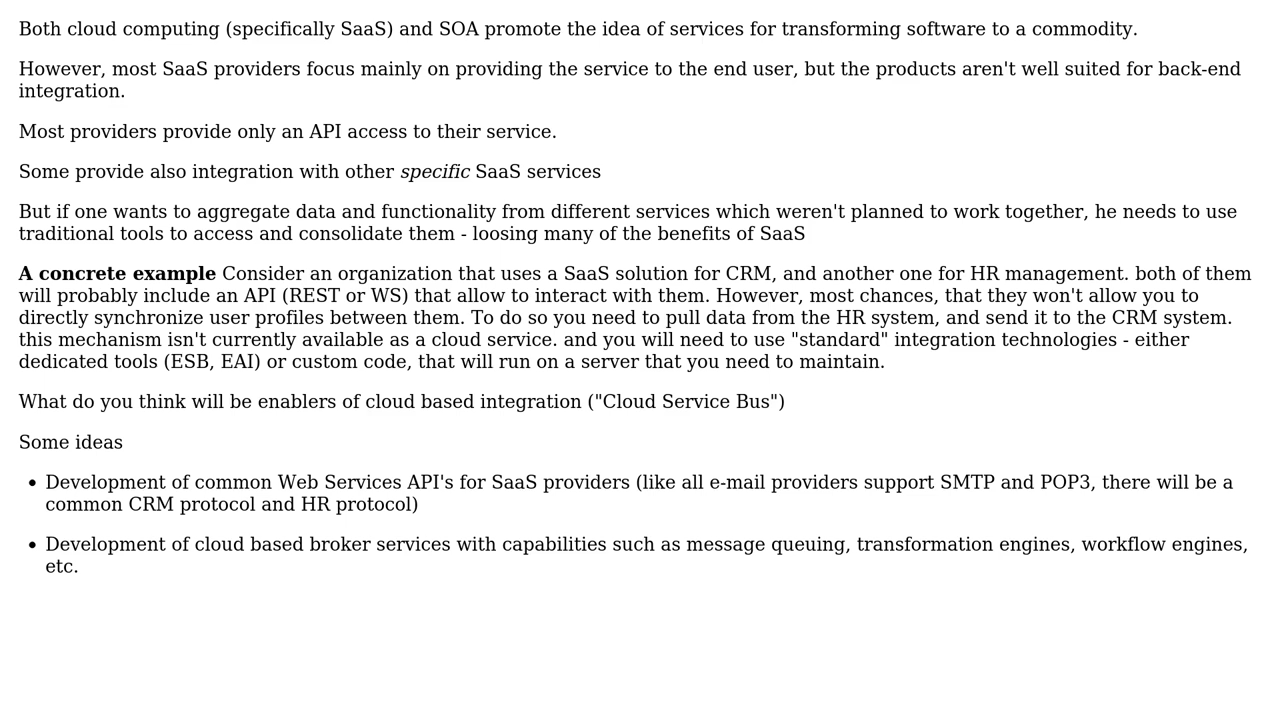 Both cloud computing (specifically SaaS) and SOA promote the idea of services for transforming software to a commodity.
However, most SaaS providers focus mainly on providing the service to the end user, but the products aren't well suited for back-end
integration.
Most providers provide only an API access to their service.
Some provide also integration with other specific SaaS services
But if one wants to aggregate data and functionality from different services which weren't planned to work together, he needs to use
traditional tools to access and consolidate them - loosing many of the benefits of SaaS
A concrete example Consider an organization that uses a SaaS solution for CRM, and another one for HR management. both of them
will probably include an API (REST or WS) that allow to interact with them. However, most chances, that they won't allow you to
directly synchronize user profiles between them. To do so you need to pull data from the HR system, and send it to the CRM system.
this mechanism isn't currently available as a cloud service. and you will need to use "standard" integration technologies - either
dedicated tools (ESB, EAI) or custom code, that will run on a server that you need to maintain.
What do you think will be enablers of cloud based integration ("Cloud Service Bus")
Some ideas
• Development of common Web Services API's for SaaS providers (like all e-mail providers support SMTP and POP3, there will be a
common CRM protocol and HR protocol)
• Development of cloud based broker services with capabilities such as message queuing, transformation engines, workflow engines,
etc.